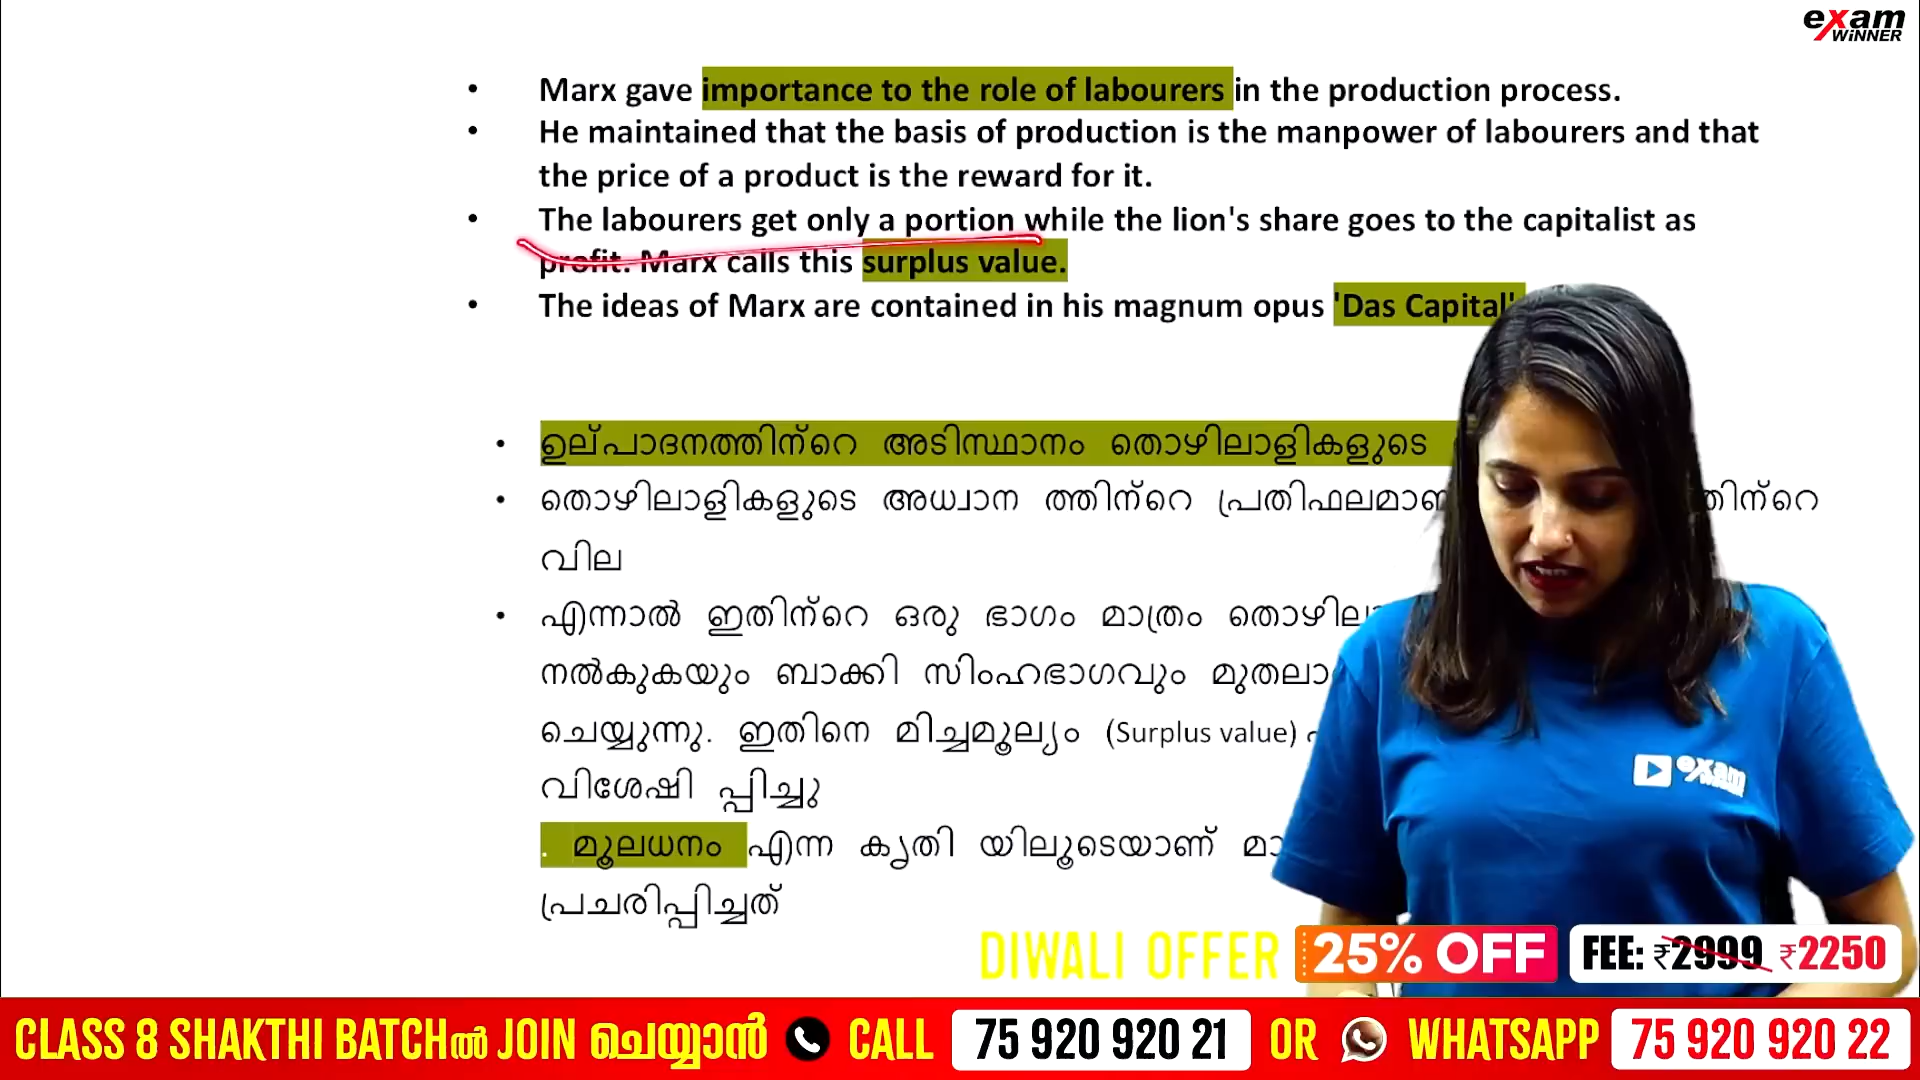 exam
WINNER
• Marx gave importance to the role of labourers in the production process.
• He maintained that the basis of production is the manpower of labourers and that
the price of a product is the reward for it.
• The labourers get only a portion while the lion's share goes to the capitalist as
profit. Marx calls this surplus value.
• The ideas of Marx are contained in his magnum opus 'Das Capital'
• ഉല്പാദനത്തിന്റെ അടിസ്ഥാനം തൊഴിലാളികളുടെ
• തൊഴിലാളികളുടെ അധ്വാന ത്തിന്റെ
വില
• എന്നാൽ ഇതിന്റെ ഒരു ഭാഗം മാത്രം
നൽകുകയും ബാക്കി സിംഹഭാഗവും
ചെയ്യുന്നു. ഇതിനെ മിച്ചമൂല്യം (Surplus value)
വിശേഷി പ്പിച്ചു
. മൂലധനം എന്ന കൃതി യിലൂടെയാണ്
പ്രചരിപ്പിച്ചത്
exam
DIWALI OFFER 25% OFF FEE: ₹2999 ₹2250
CLASS 8 SHAKTHI BATCHൽ JOIN ചെയ്യാൻ CALL 75 920 920 21 OR WHATSAPP 75 920 920 22